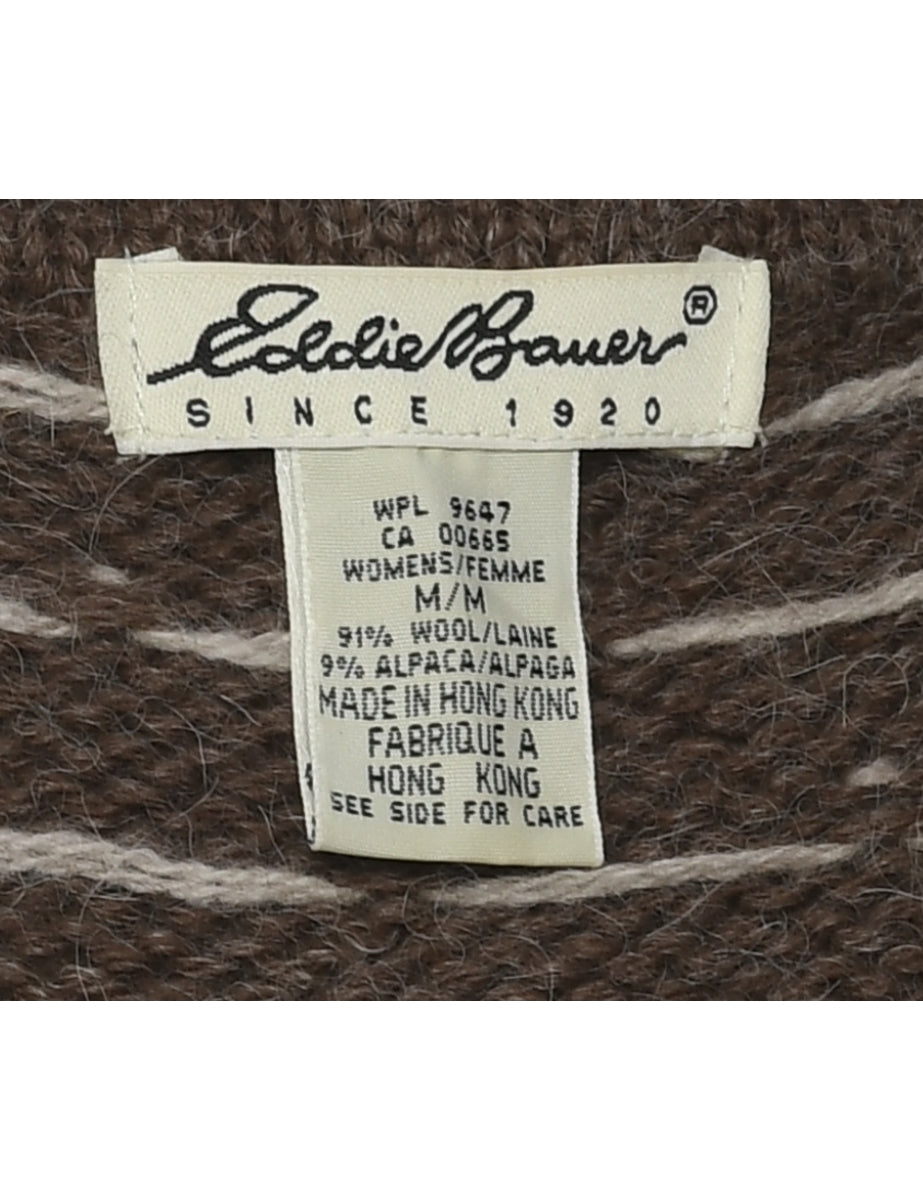 Eddie Bauer®
SINCE 1920
WPL 9647
CA 00665
WOMENS/FEMME
M/M
91% WOOL/LAINE
9% ALPACA/ALPAGA
MADE IN HONG KONG
FABRIQUE A
HONG KONG
SEE SIDE FOR CARE